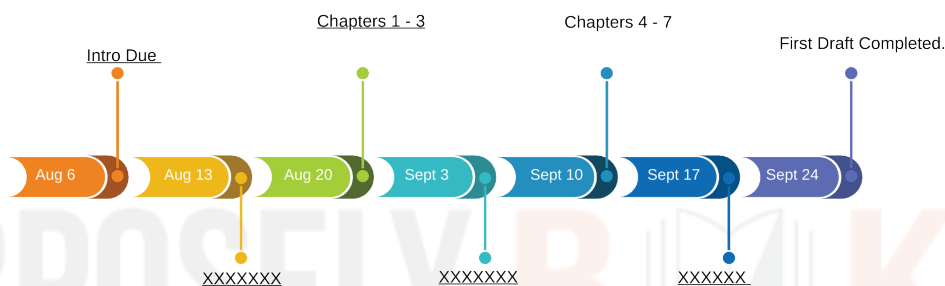 Chapters 1 - 3
Chapters 4 - 7
First Draft Completed.
Intro Due
Aug 6
Aug 13
Aug 20
Sept 3
Sept 10
Sept 17
Sept 24
XXXXXXX
XXXXXXX
XXXXXX